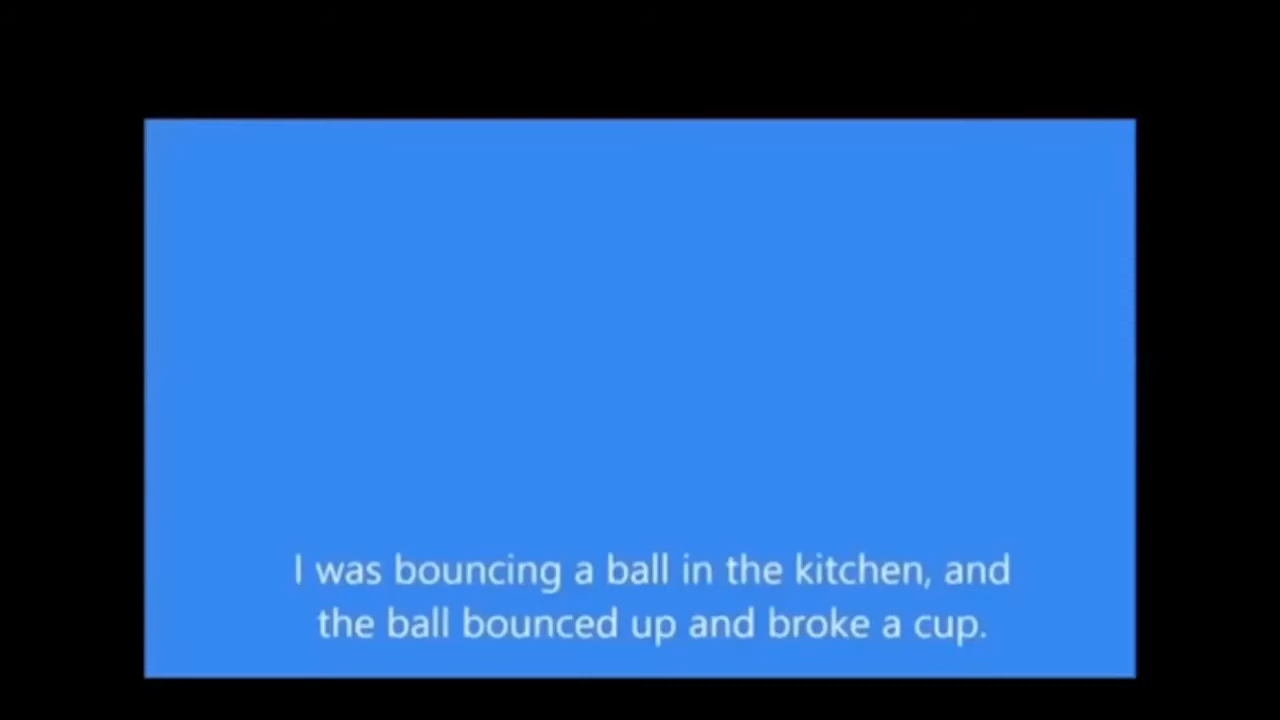 I was bouncing a ball in the kitchen, and
the ball bounced up and broke a cup.